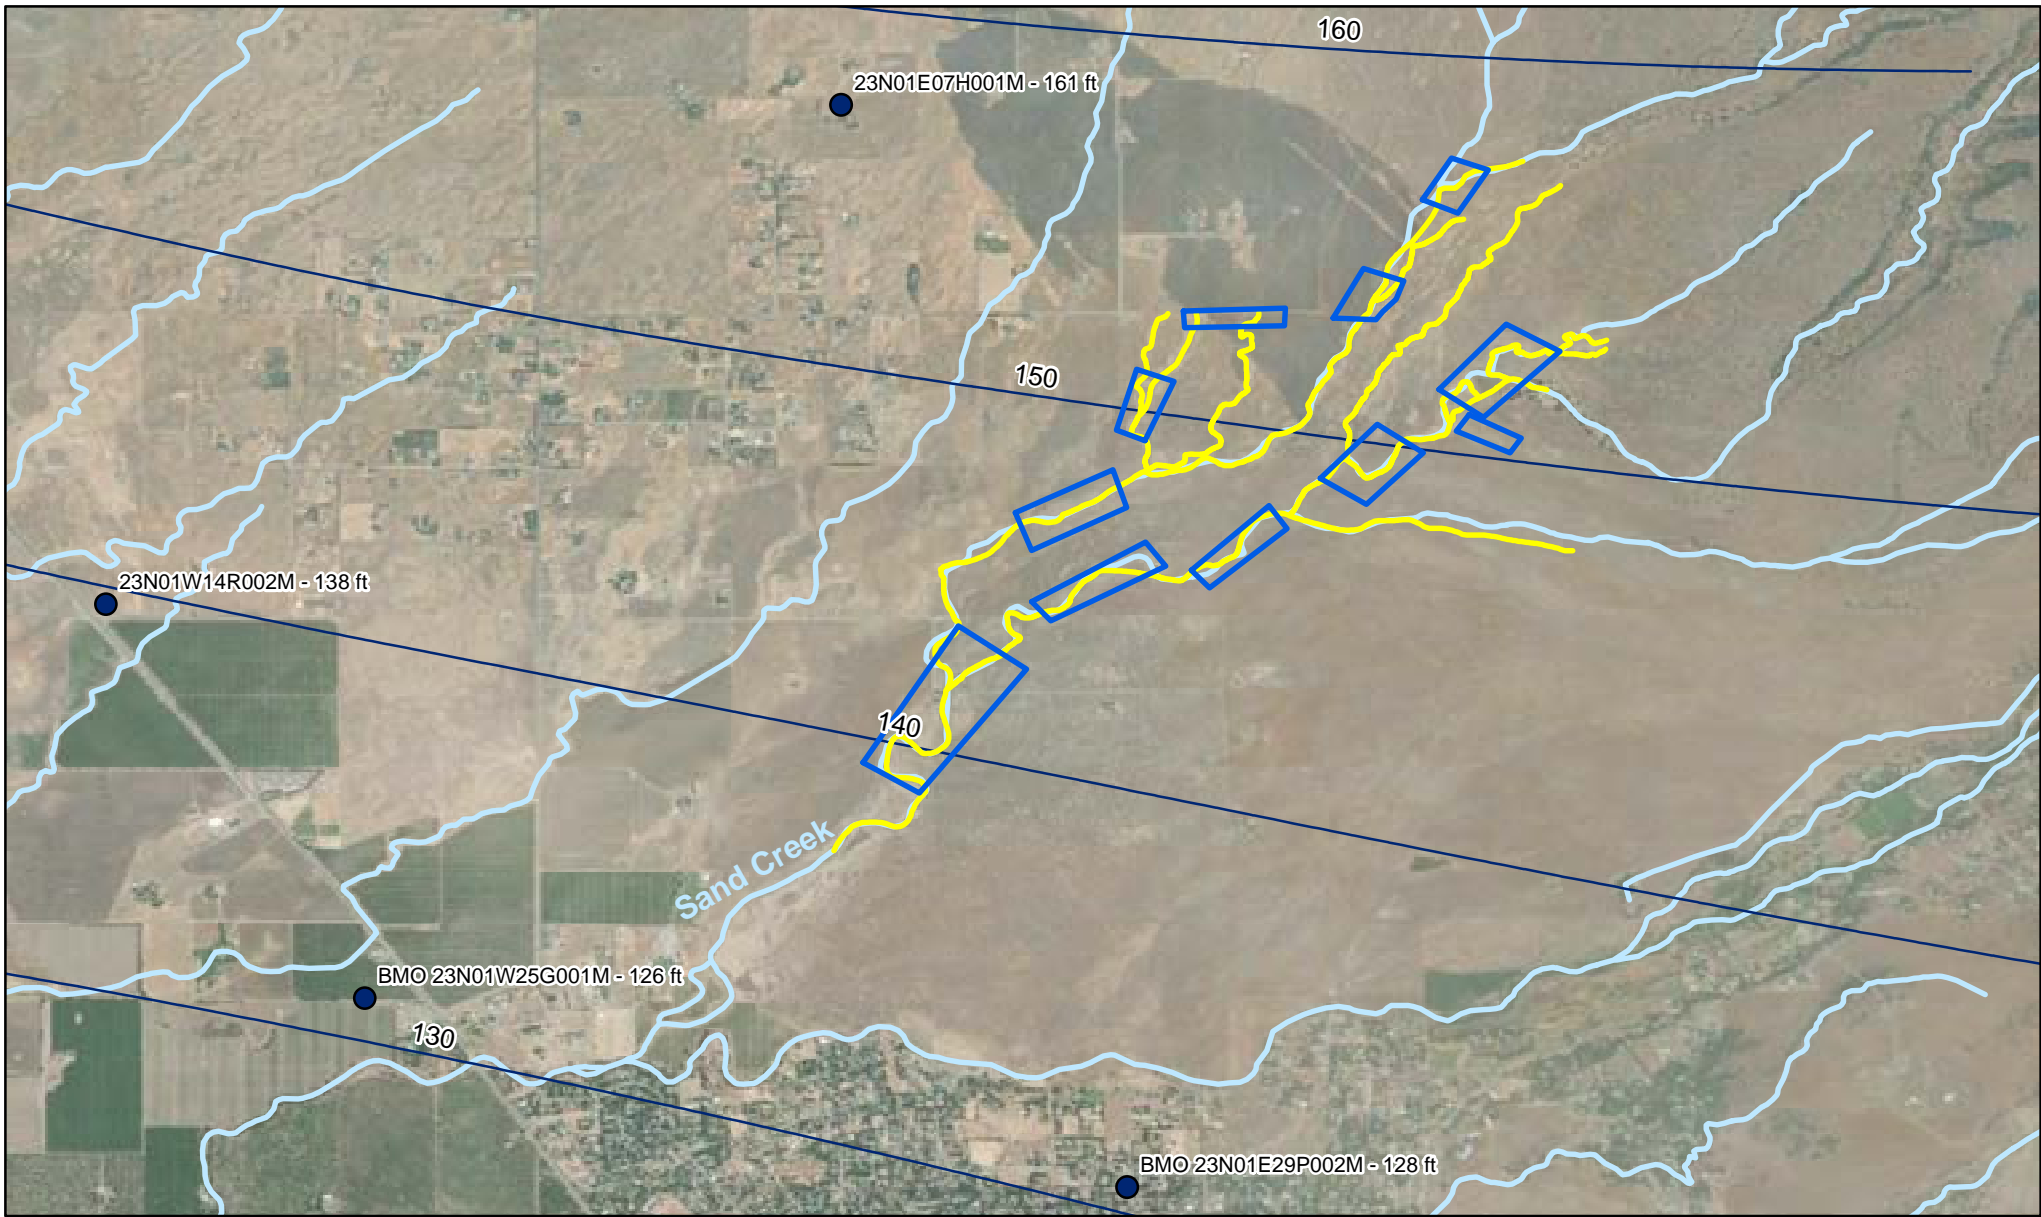 160
23N01E07H001M - 161 ft
150
23N01W14R002M - 138 ft
140
Sand Creek
BMO 23N01W25G001M - 126 ft
130
BMO 23N01E29P002M - 128 ft